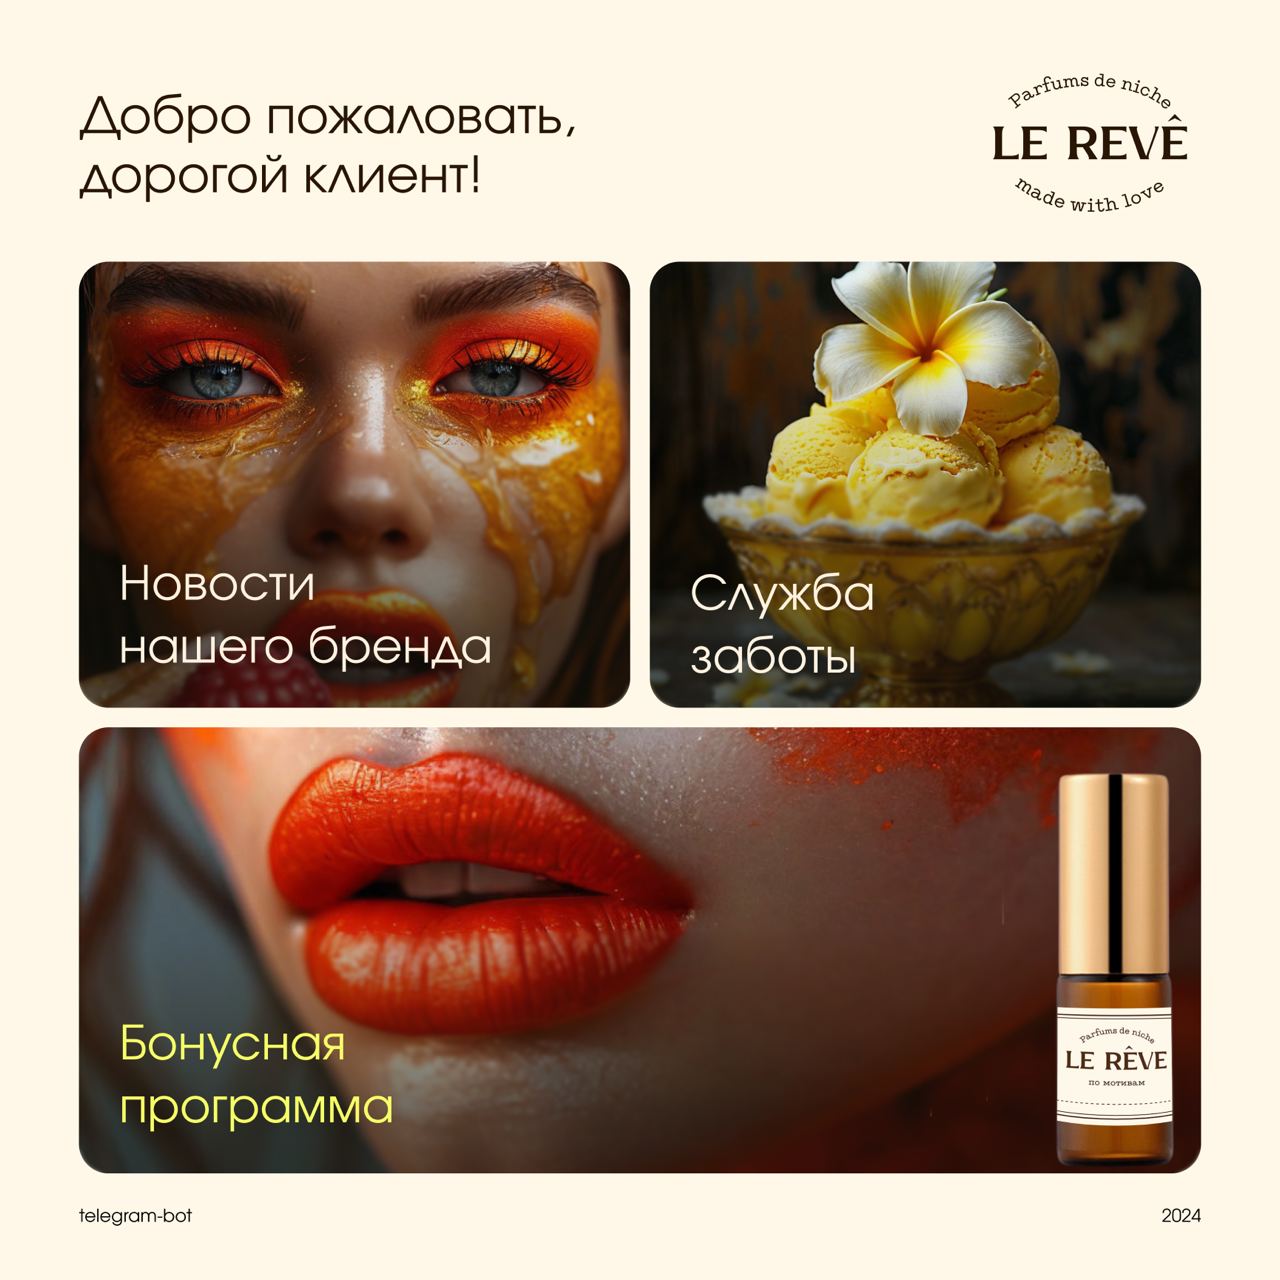 Добро пожаловать,
дорогой клиент!
Parfums de niche
LE REVÊ
made with love
Новости
нашего бренда
Служба
заботы
Бонусная
программа
Parfums de niche
LE RÊVE
по мотивам
telegram-bot
2024